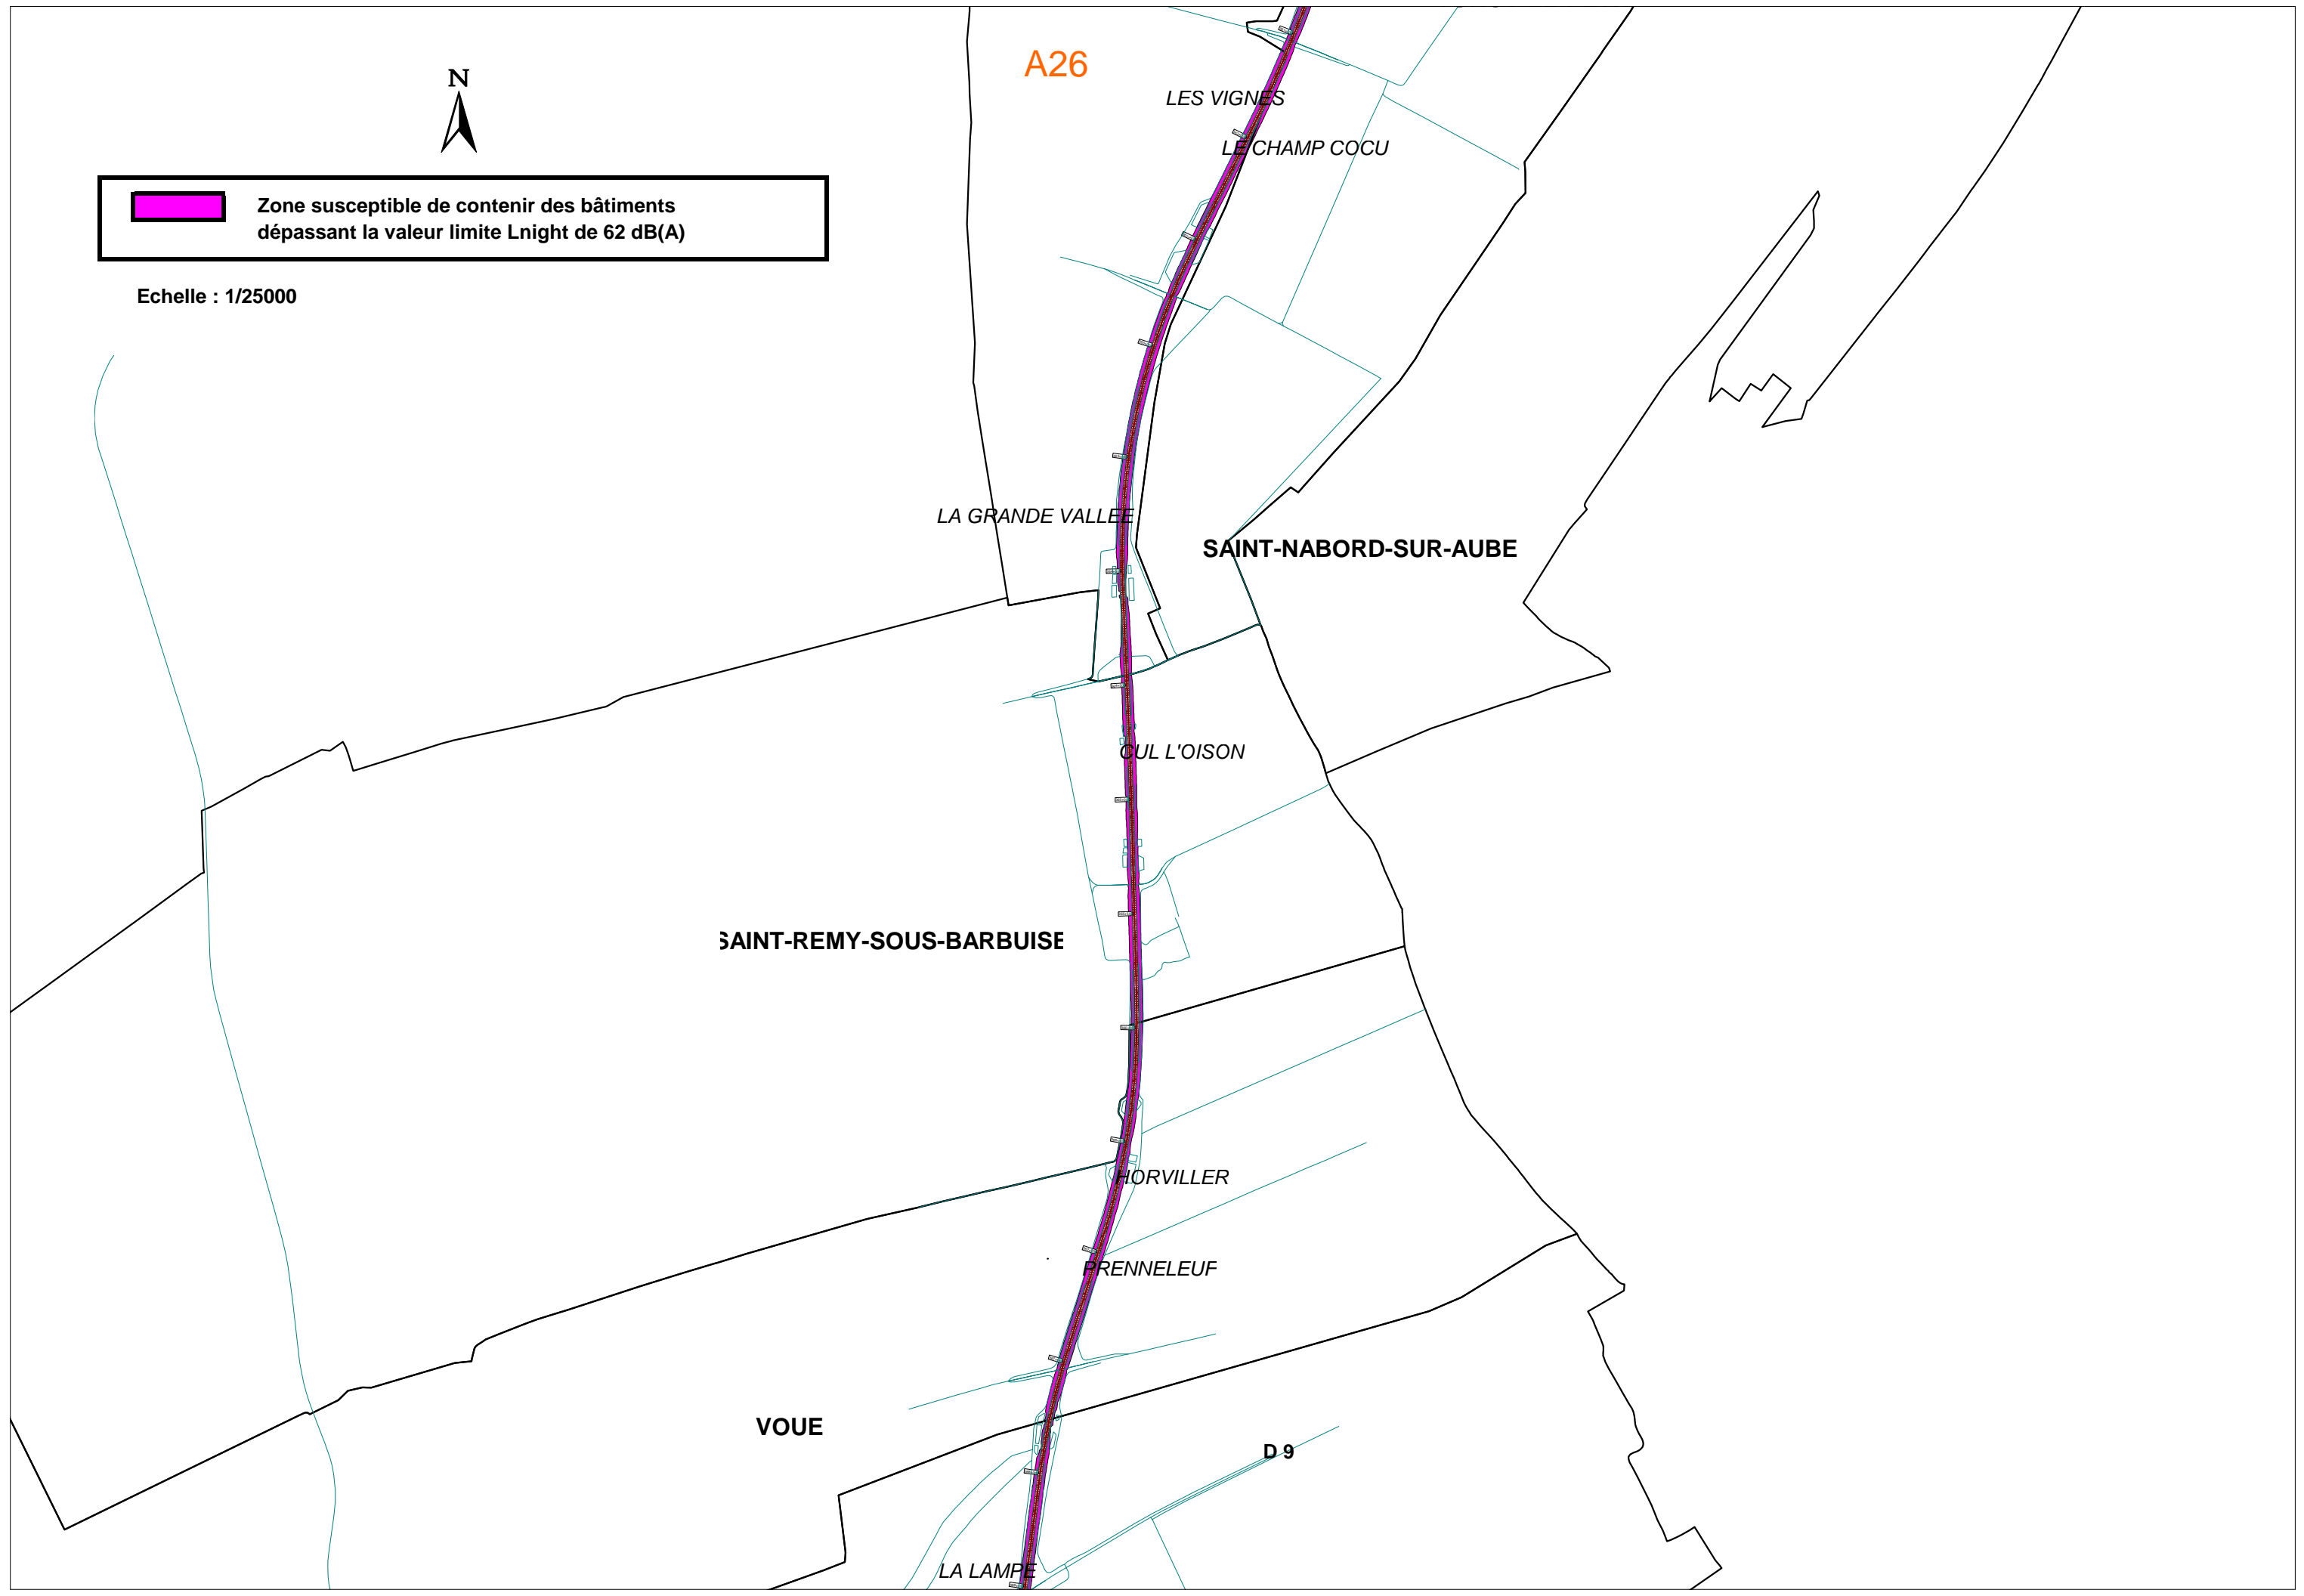 A26
N
LES VIGNES
LE CHAMP COCU
Zone susceptible de contenir des bâtiments
dépassant la valeur limite Lnight de 62 dB(A)
Echelle : 1/25000
LA GRANDE VALLEE
SAINT-NABORD-SUR-AUBE
CUL L'OISON
SAINT-REMY-SOUS-BARBUISE
HORVILLER
PRENNELEUF
VOUE
D 9
LA LAMPE